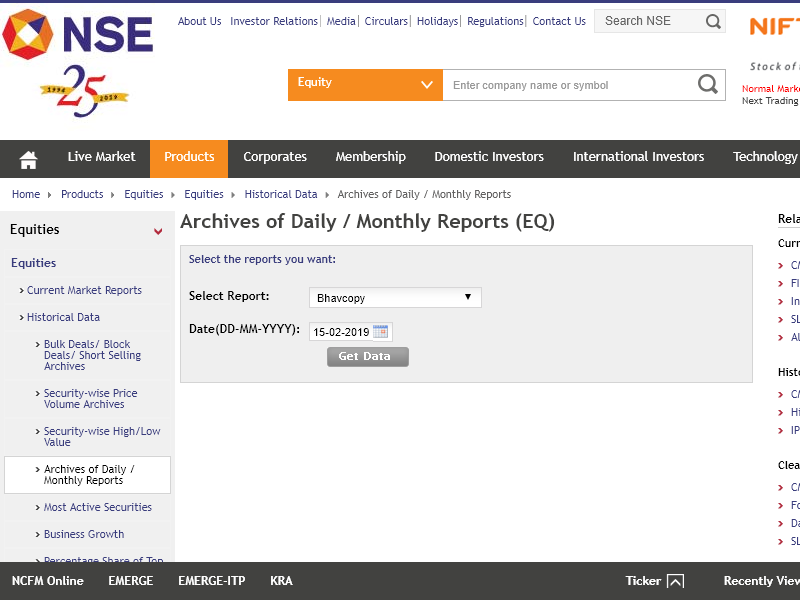 NSE
1994 25 2019
About Us Investor Relations| Media| Circulars| Holidays| Regulations| Contact Us
Search NSE
NIFT
Stock of t
Equity
Enter company name or symbol
Normal Marke
Next Trading
Live Market Products Corporates Membership Domestic Investors International Investors Technology
Home Products Equities Equities Historical Data Archives of Daily / Monthly Reports
Equities
Equities
Current Market Reports
Historical Data
Bulk Deals/ Block
Deals/ Short Selling
Archives
Security-wise Price
Volume Archives
Security-wise High/Low
Value
Archives of Daily /
Monthly Reports
Most Active Securities
Business Growth
Percentage Share of Top
Archives of Daily / Monthly Reports (EQ)
Select the reports you want:
Select Report: Bhavcopy
Date(DD-MM-YYYY): 15-02-2019
Get Data
Rela
Curr
CM
FI
In
SL
Al
Histo
CM
Hi
IP
Clea
CM
Fo
Da
SL
NCFM Online EMERGE EMERGE-ITP KRA Ticker Recently View